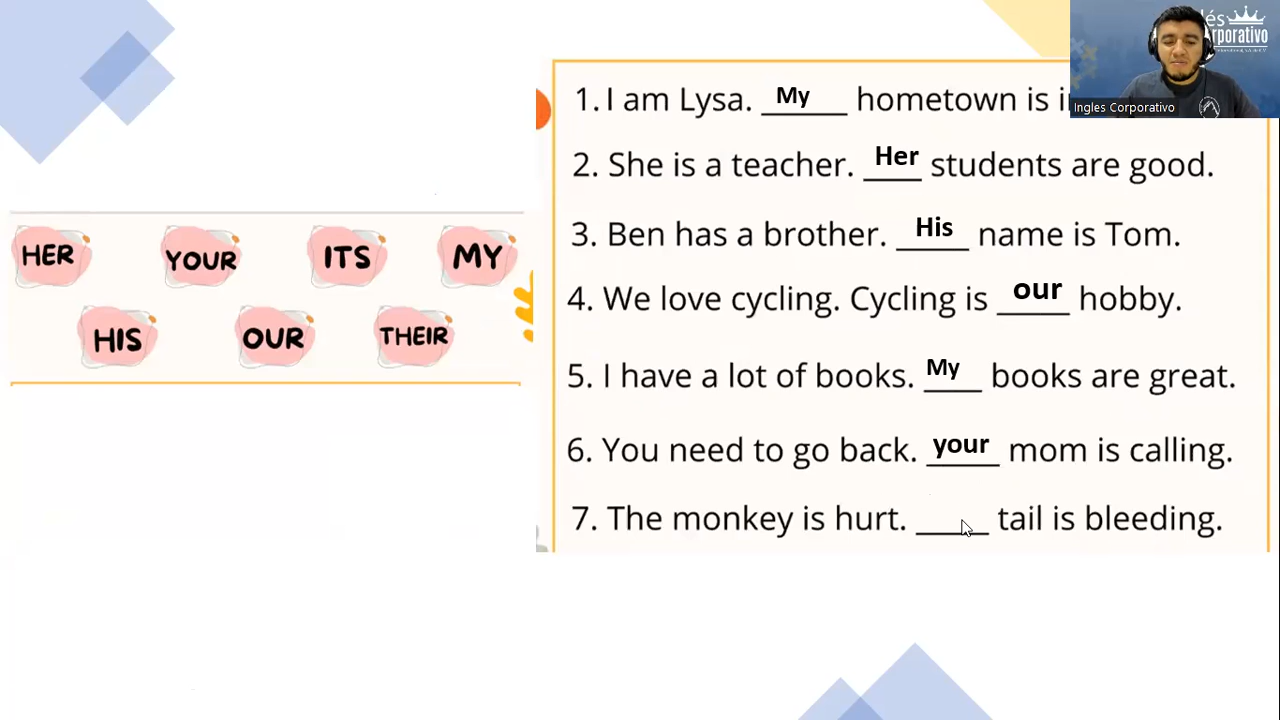 Inglés Corporativo
HER YOUR ITS MY
HIS OUR THEIR
1. I am Lysa. My hometown is
2. She is a teacher. Her students are good.
3. Ben has a brother. His name is Tom.
4. We love cycling. Cycling is our hobby.
5. I have a lot of books. My books are great.
6. You need to go back. your mom is calling.
7. The monkey is hurt. ____ tail is bleeding.
Ingles Corporativo